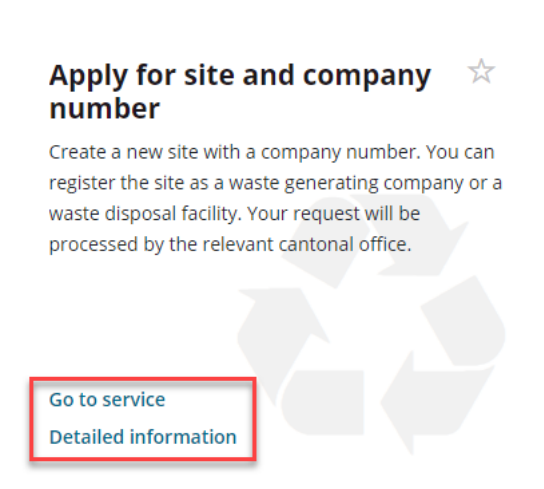 Apply for site and company
number
Create a new site with a company number. You can
register the site as a waste generating company or a
waste disposal facility. Your request will be
processed by the relevant cantonal office.
Go to service
Detailed information